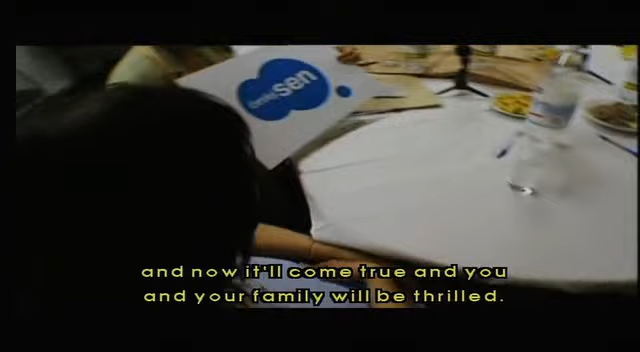 sen
and now it'll come true and you
and your family will be thrilled.